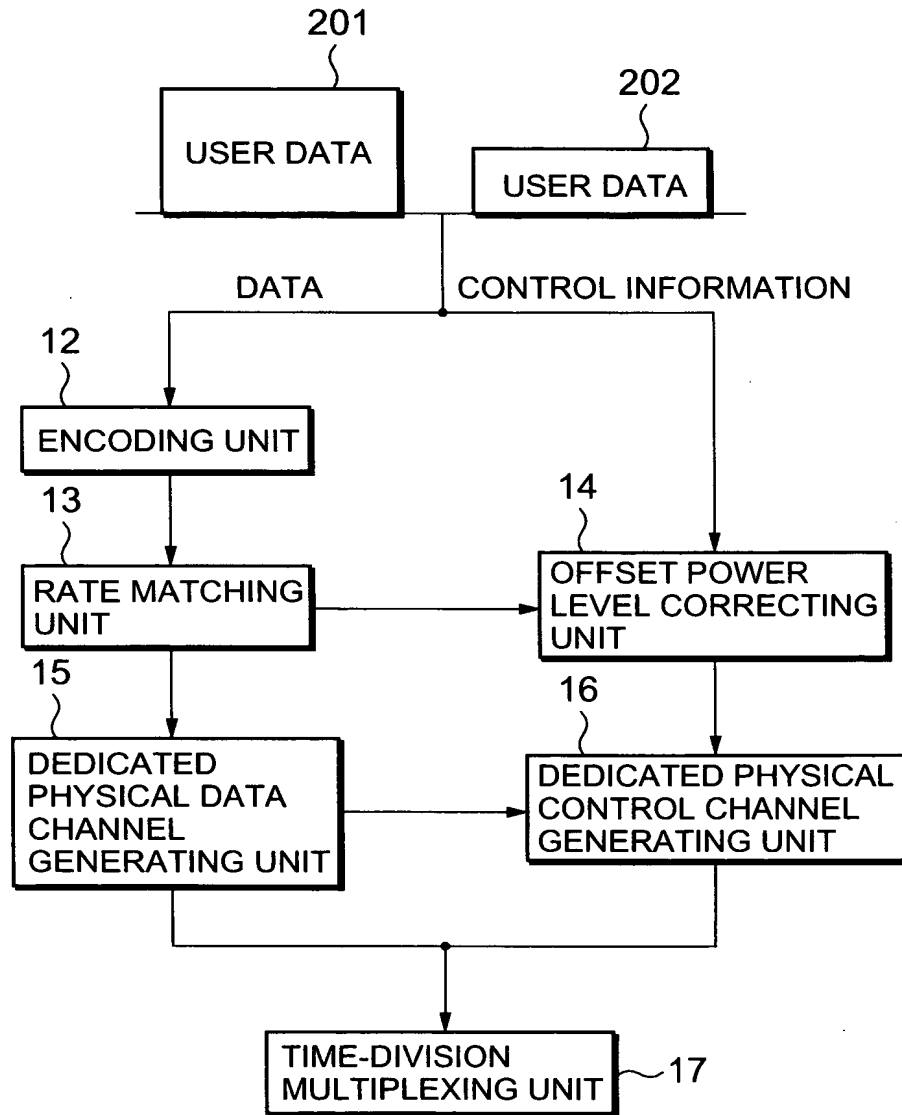 201
202
USER DATA
USER DATA
DATA
CONTROL INFORMATION
12
ENCODING UNIT
13
14
RATE MATCHING
UNIT
OFFSET POWER
LEVEL CORRECTING
UNIT
15
16
DEDICATED
PHYSICAL DATA
CHANNEL
GENERATING UNIT
DEDICATED PHYSICAL
CONTROL CHANNEL
GENERATING UNIT
TIME-DIVISION
MULTIPLEXING UNIT
17